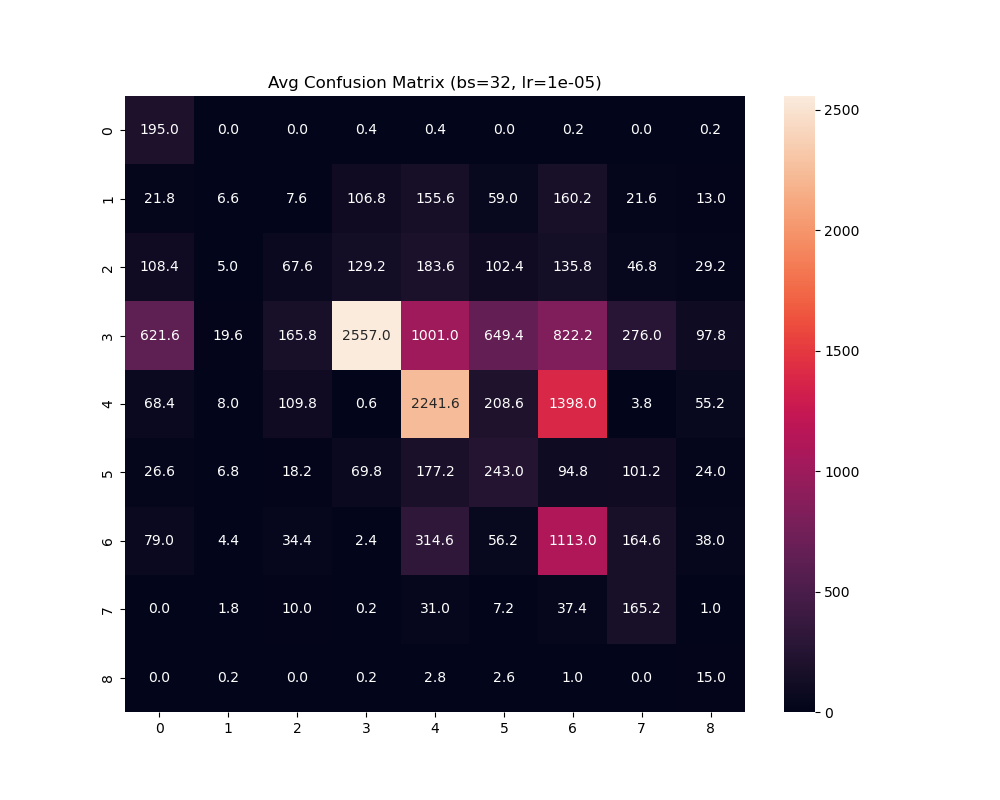 Avg Confusion Matrix (bs=32, lr=1e-05)
0 195.0 0.0 0.0 0.4 0.4 0.0 0.2 0.0 0.2
1 21.8 6.6 7.6 106.8 155.6 59.0 160.2 21.6 13.0
2 108.4 5.0 67.6 129.2 183.6 102.4 135.8 46.8 29.2
3 621.6 19.6 165.8 2557.0 1001.0 649.4 822.2 276.0 97.8
4 68.4 8.0 109.8 0.6 2241.6 208.6 1398.0 3.8 55.2
5 26.6 6.8 18.2 69.8 177.2 243.0 94.8 101.2 24.0
6 79.0 4.4 34.4 2.4 314.6 56.2 1113.0 164.6 38.0
7 0.0 1.8 10.0 0.2 31.0 7.2 37.4 165.2 1.0
8 0.0 0.2 0.0 0.2 2.8 2.6 1.0 0.0 15.0
0 1 2 3 4 5 6 7 8
2500
2000
1500
1000
500
0